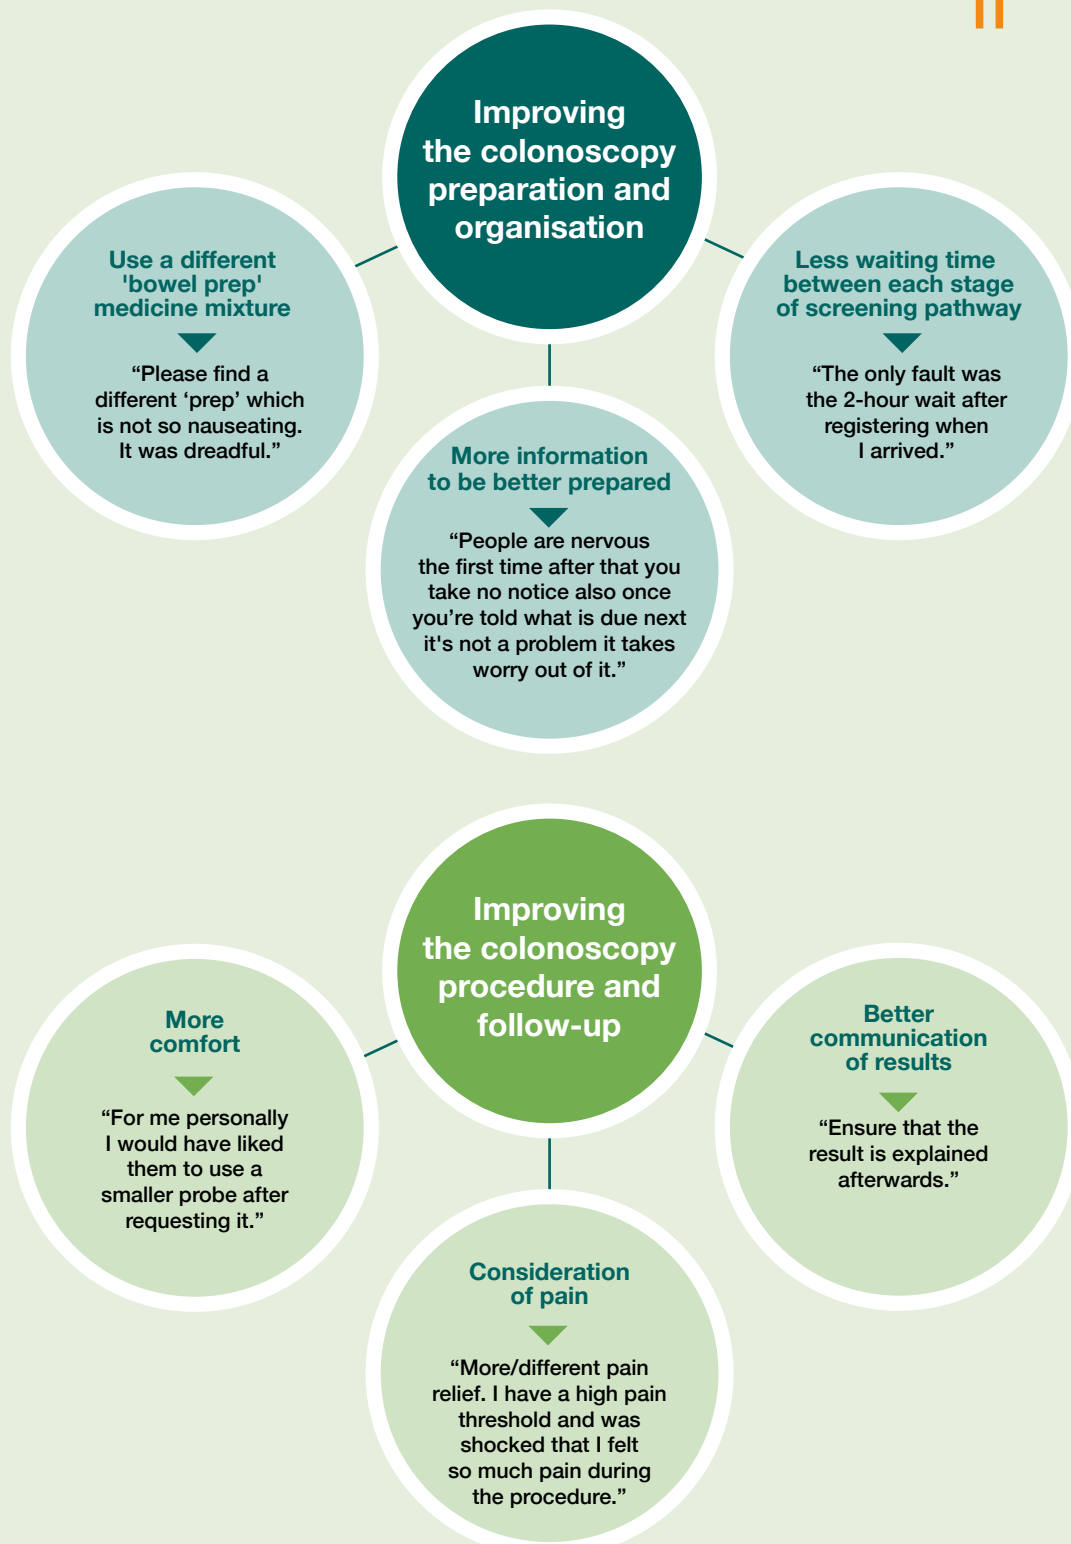 Improving
the colonoscopy
preparation and
organisation
Use a different
'bowel prep'
medicine mixture
“Please find a
different ‘prep’ which
is not so nauseating.
It was dreadful.”
More information
to be better prepared
“People are nervous
the first time after that you
take no notice also once
you’re told what is due next
it's not a problem it takes
worry out of it.”
Less waiting time
between each stage
of screening pathway
“The only fault was
the 2-hour wait after
registering when
I arrived.”
Improving
the colonoscopy
procedure and
follow-up
More
comfort
“For me personally
I would have liked
them to use a
smaller probe after
requesting it.”
Consideration
of pain
“More/different pain
relief. I have a high pain
threshold and was
shocked that I felt
so much pain during
the procedure.”
Better
communication
of results
“Ensure that the
result is explained
afterwards.”